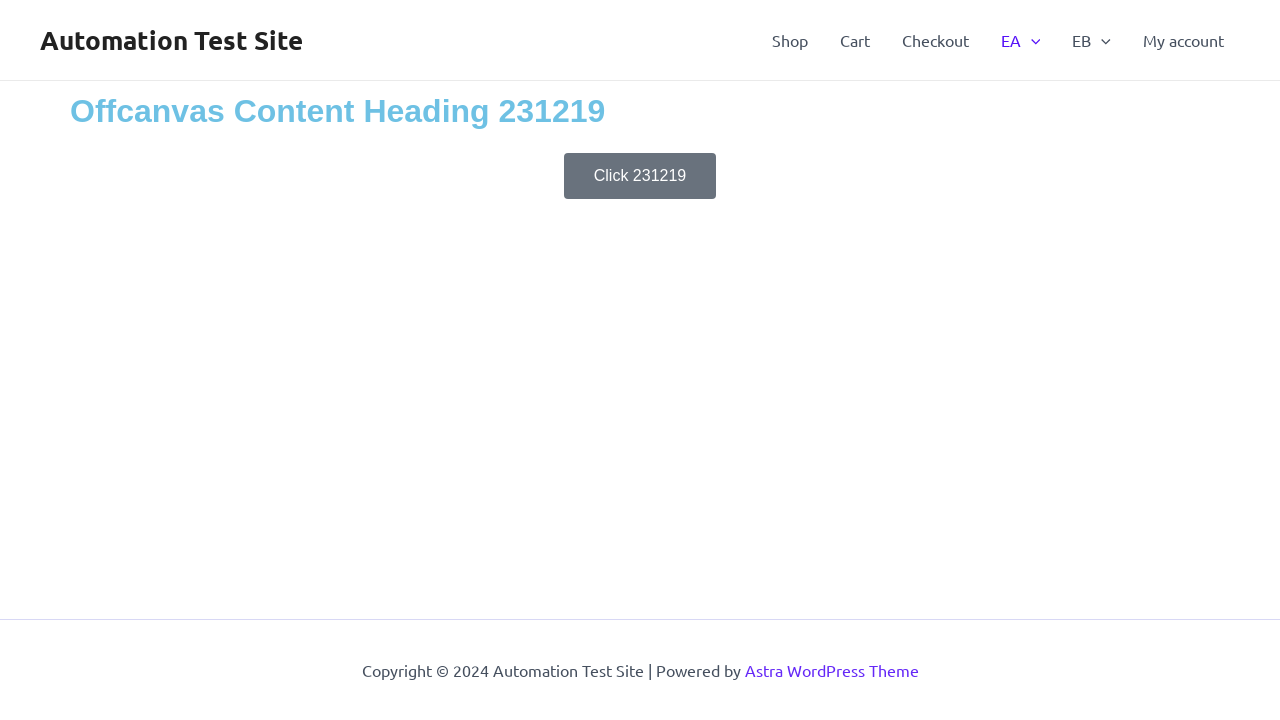 Automation Test Site
Shop Cart Checkout EA EB My account
Offcanvas Content Heading 231219
Click 231219
Copyright © 2024 Automation Test Site | Powered by Astra WordPress Theme